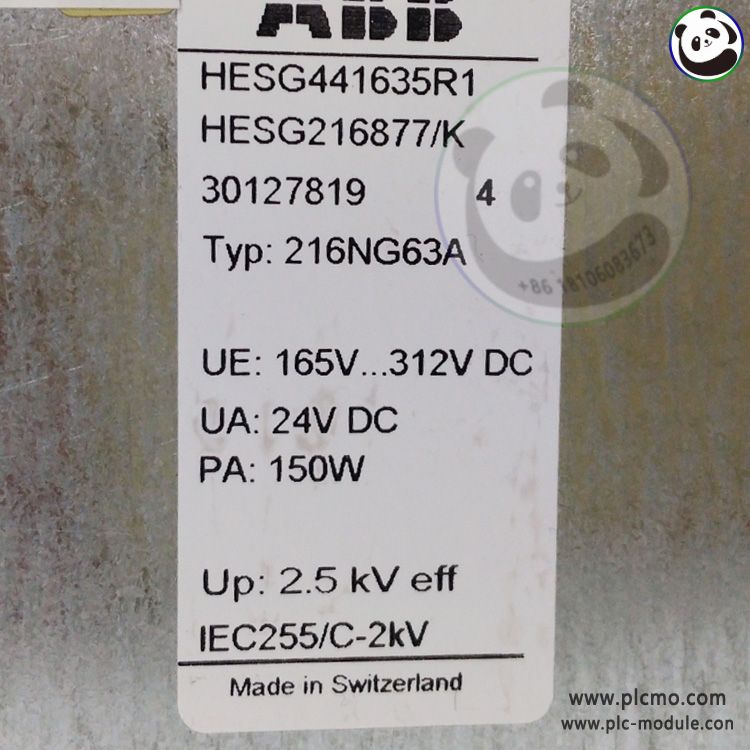 ABB
HESG441635R1
HESG216877/K
30127819 4
Typ: 216NG63A
+86 18106083673
UE: 165V...312V DC
UA: 24V DC
PA: 150W
Up: 2.5 kV eff
IEC255/C-2kV
Made in Switzerland
www.plcmo.com
www.plc-module.com